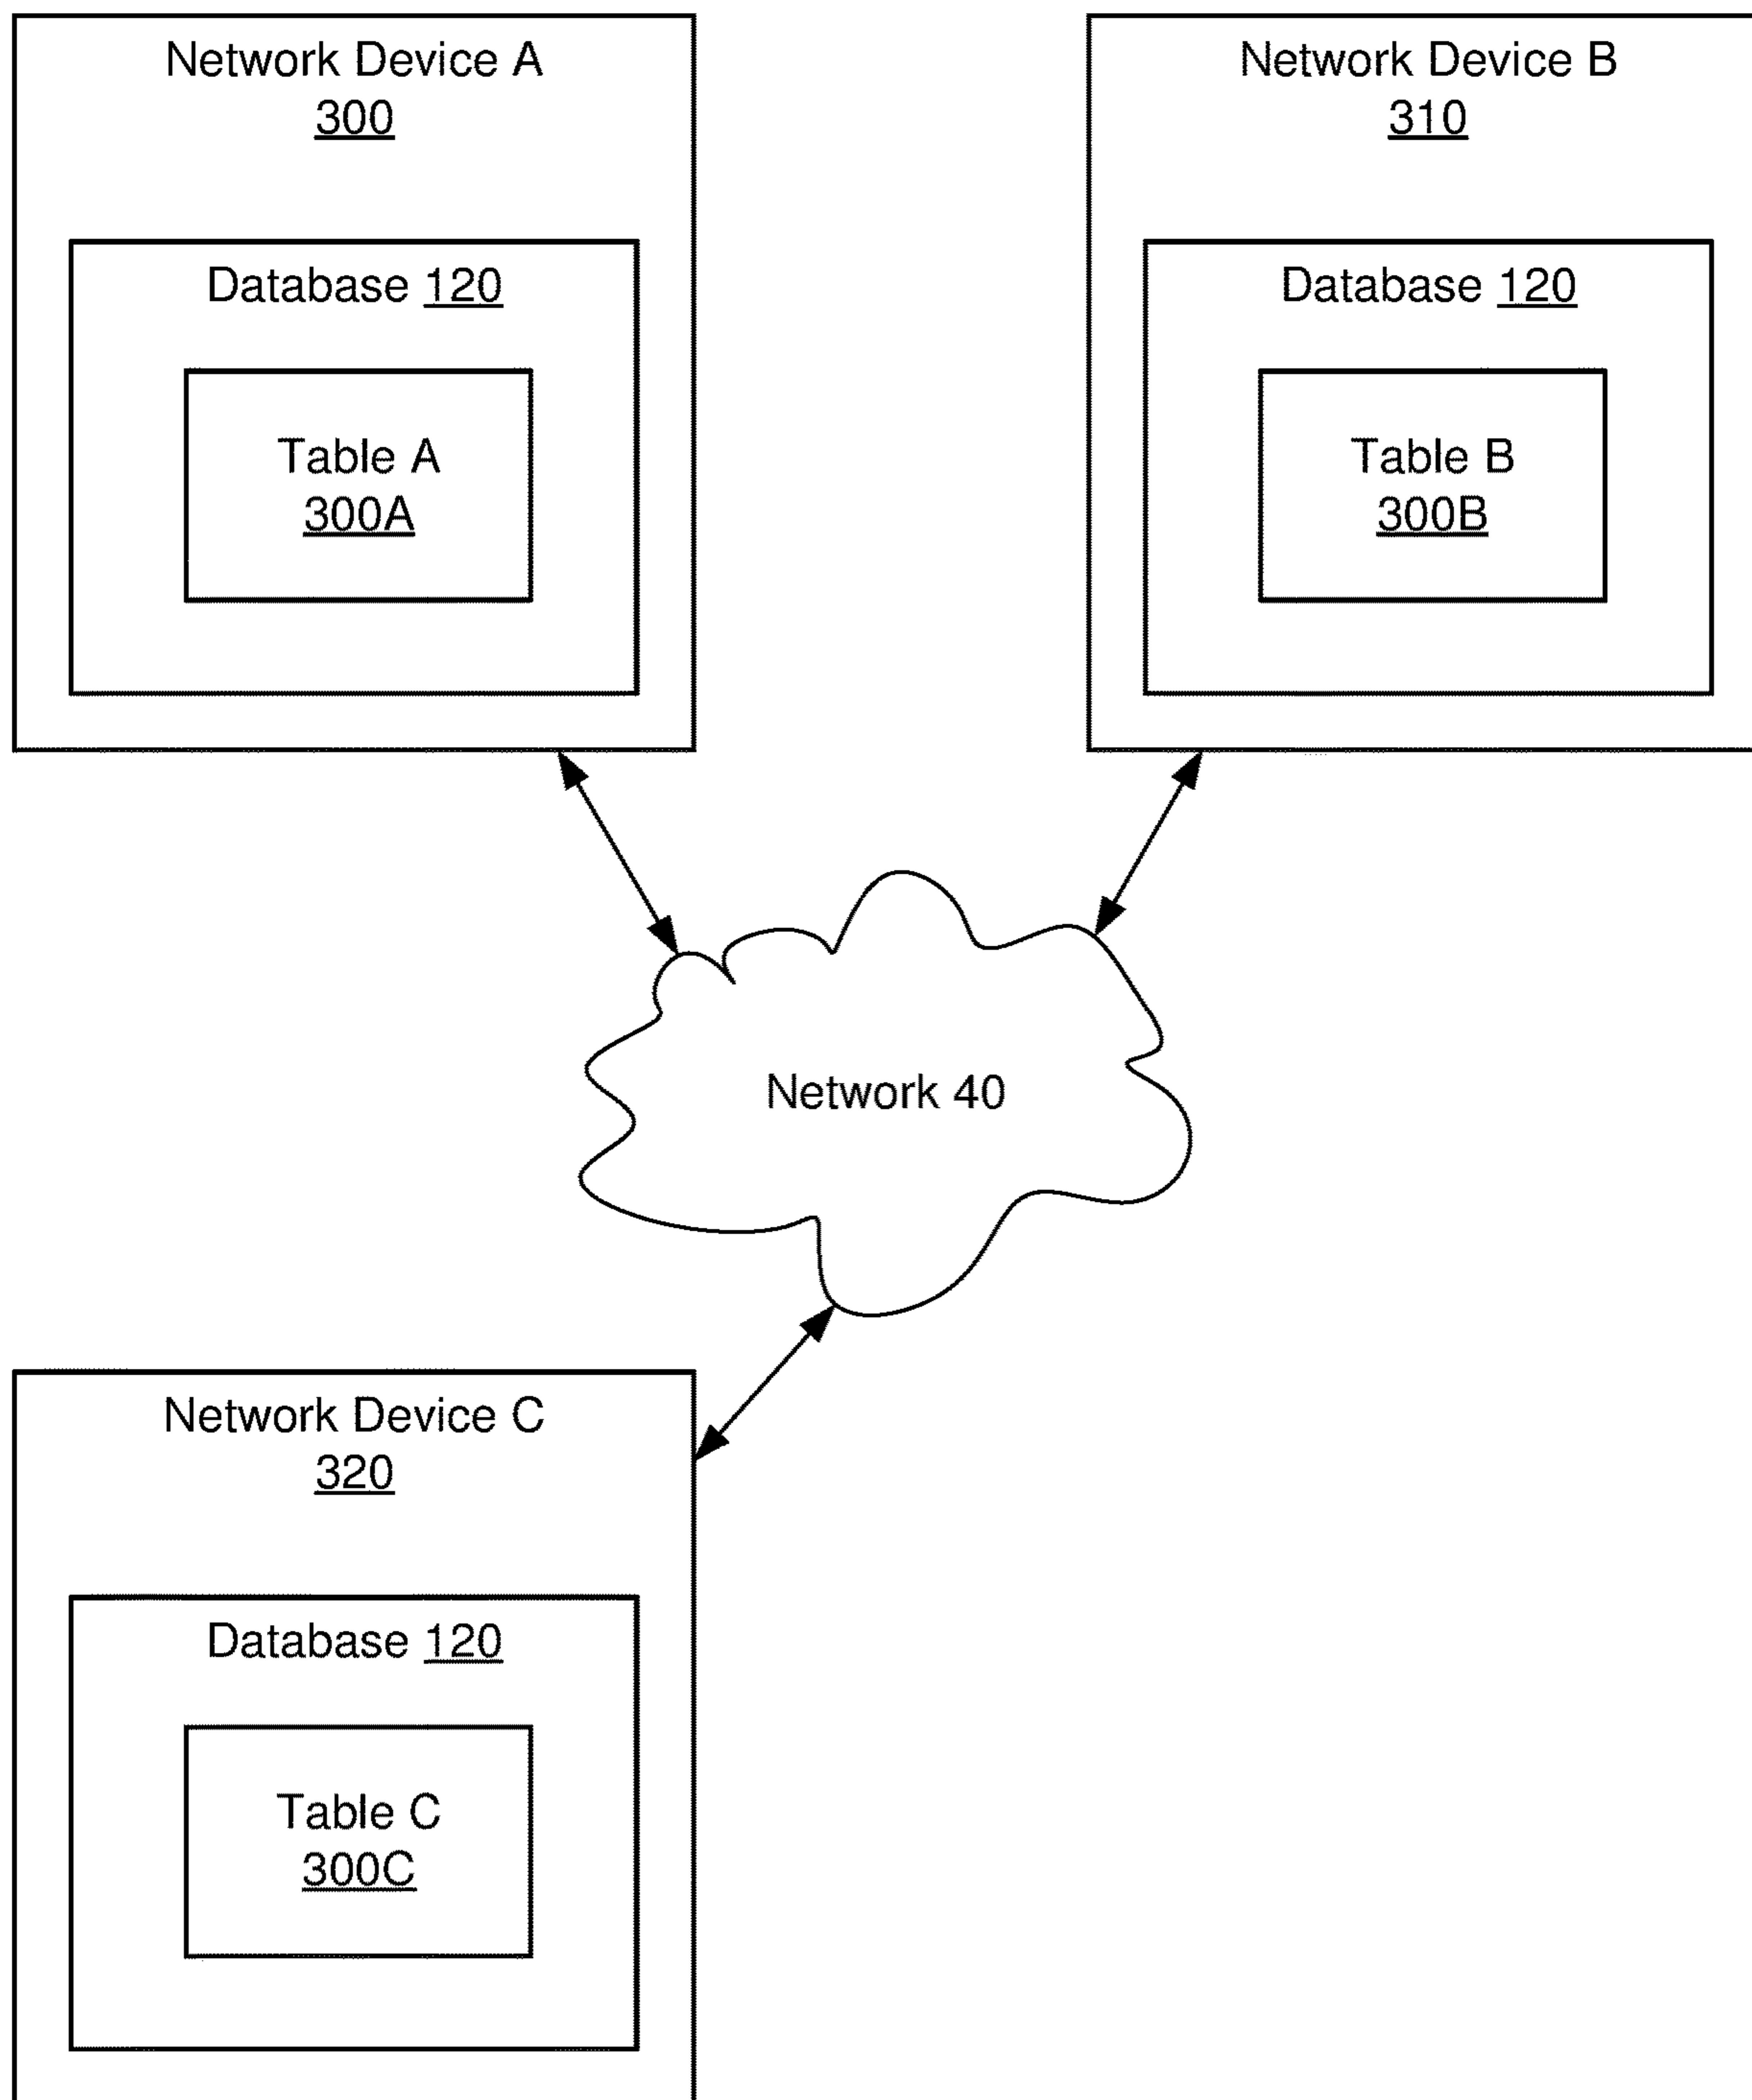 Network Device A
300
Database 120
Table A
300A
Network Device B
310
Database 120
Table B
300B
Network 40
Network Device C
320
Database 120
Table C
300C